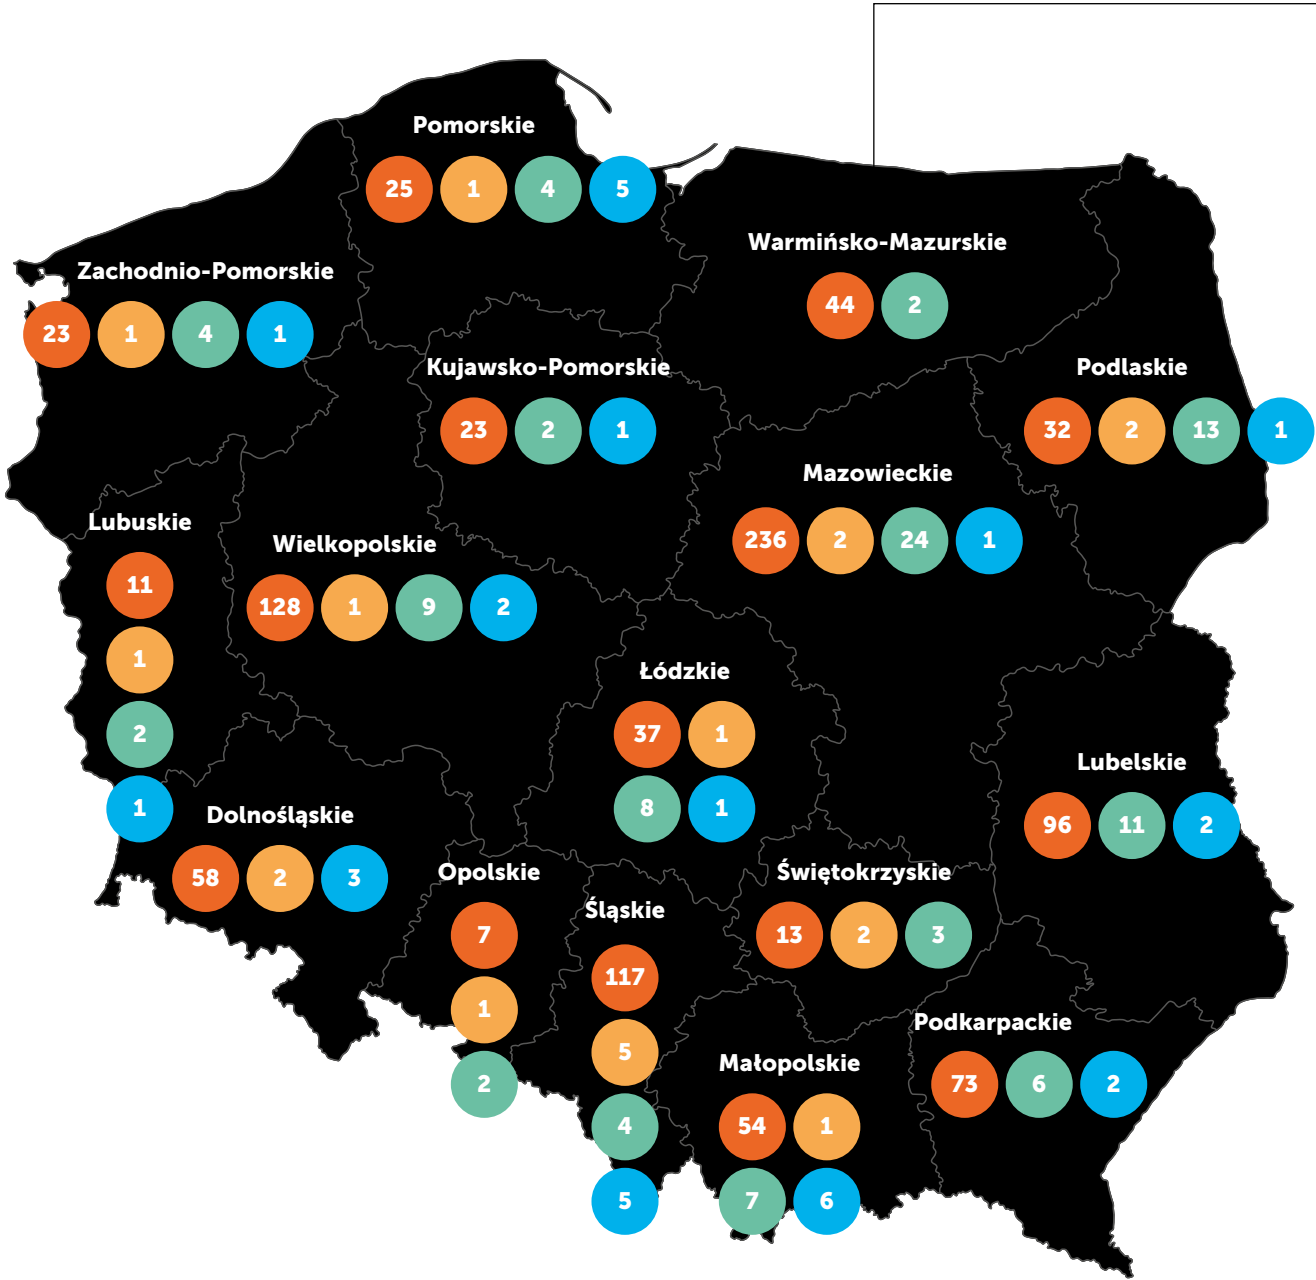 Pomorskie
25 1 4 5
Warmińsko-Mazurskie
44 2
Zachodnio-Pomorskie
23 1 4 1
Kujawsko-Pomorskie
23 2 1
Podlaskie
32 2 13 1
Mazowieckie
236 2 24 1
Lubuskie
11
1
2
1
Wielkopolskie
128 1 9 2
Łódzkie
37 1
8 1
Lubelskie
96 11 2
Dolnośląskie
58 2 3
Opolskie
7
1
2
Śląskie
117
5
4
5
Świętokrzyskie
13 2 3
Podkarpackie
73 6 2
Małopolskie
54 1
7 6